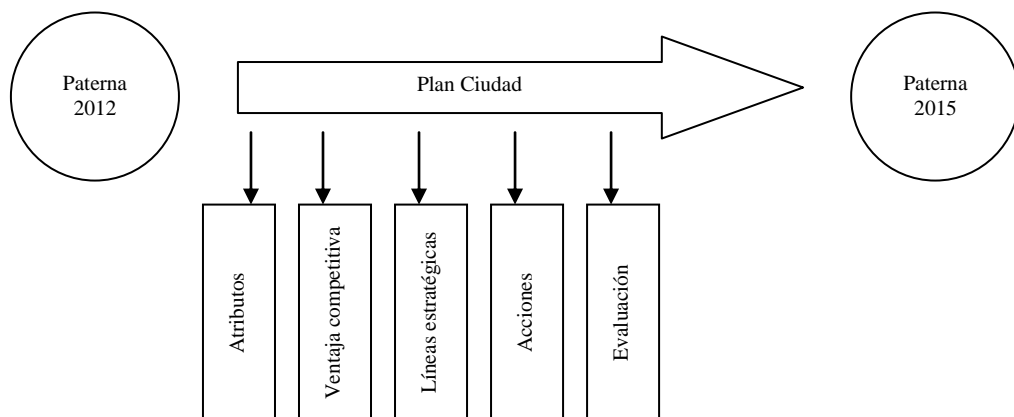 Paterna
2012
Plan Ciudad
Paterna
2015
Atributos
Ventaja competitiva
Líneas estratégicas
Acciones
Evaluación